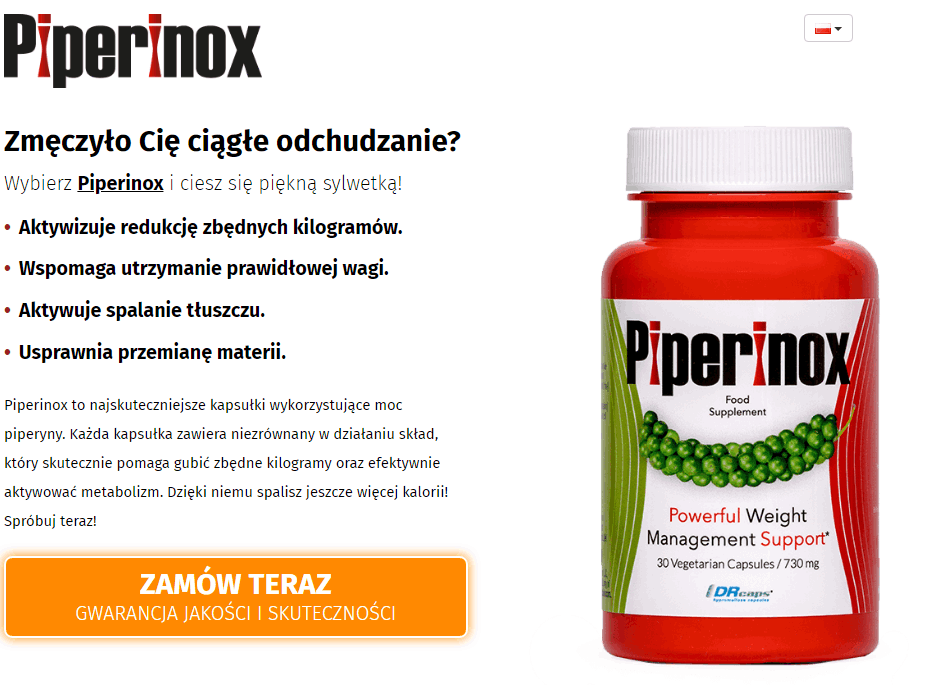 Piperinox
Zmęczyło Cię ciągłe odchudzanie?
Wybierz Piperinox i ciesz się piękną sylwetką!
• Aktywizuje redukcję zbędnych kilogramów.
• Wspomaga utrzymanie prawidłowej wagi.
• Aktywuje spalanie tłuszczu.
• Usprawnia przemianę materii.
Piperinox to najskuteczniejsze kapsułki wykorzystujące moc
piperyny. Każda kapsułka zawiera niezrównany w działaniu skład,
który skutecznie pomaga gubić zbędne kilogramy oraz efektywnie
aktywować metabolizm. Dzięki niemu spalisz jeszcze więcej kalorii!
Spróbuj teraz!
ZAMÓW TERAZ
GWARANCJA JAKOŚCI I SKUTECZNOŚCI
Piperinox
Food
Supplement
Powerful Weight
Management Support*
30 Vegetarian Capsules / 730 mg
DRcaps